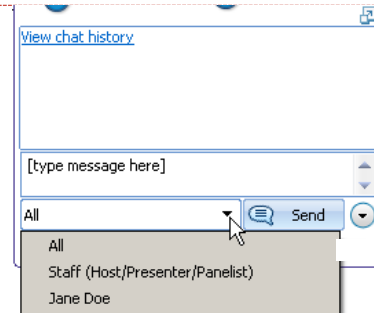 View chat history
[type message here]
All
Send
All
Staff (Host/Presenter/Panelist)
Jane Doe